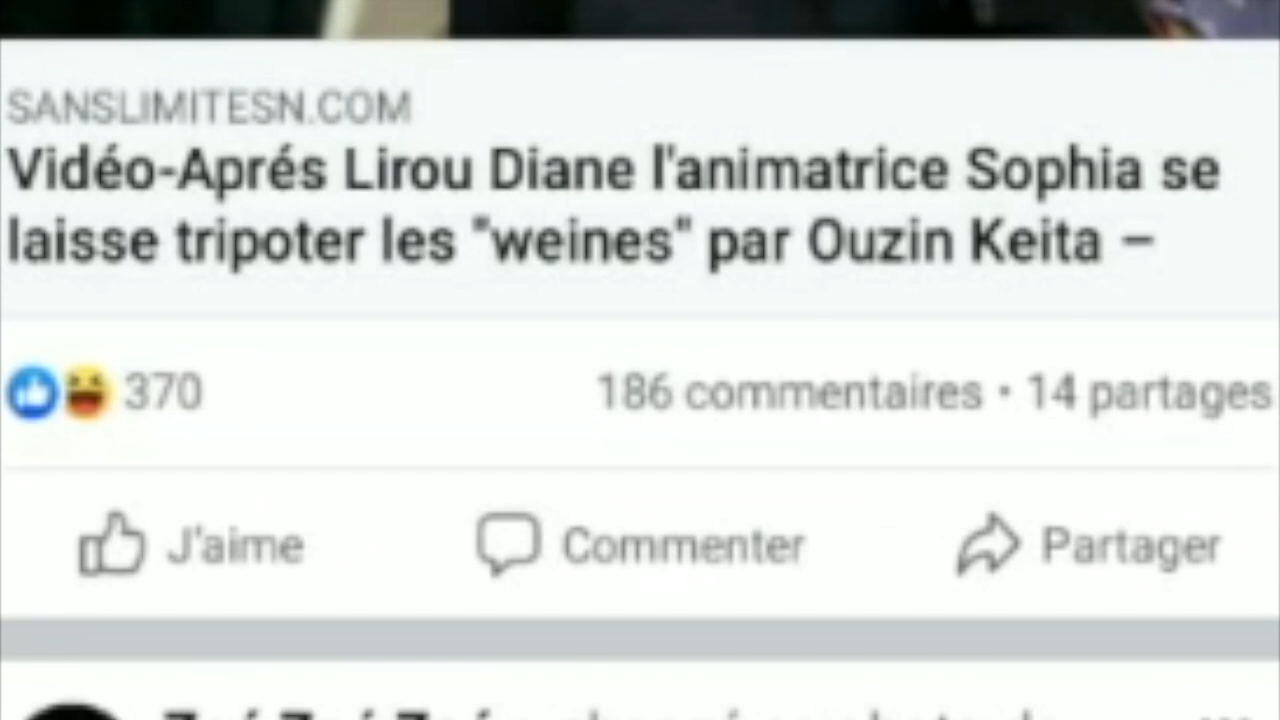 SANSLIMITESN.COM
Vidéo-Aprés Lirou Diane l'animatrice Sophia se
laisse tripoter les "weines" par Ouzin Keita –
370 186 commentaires · 14 partages
J'aime Commenter Partager